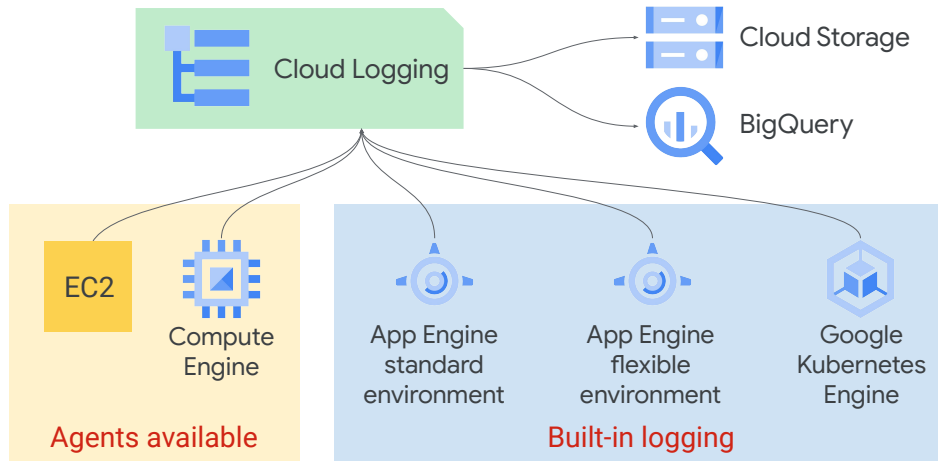 Cloud Logging
Cloud Storage
BigQuery
EC2
Compute
Engine
Agents available
App Engine
standard
environment
App Engine
flexible
environment
Google
Kubernetes
Engine
Built-in logging